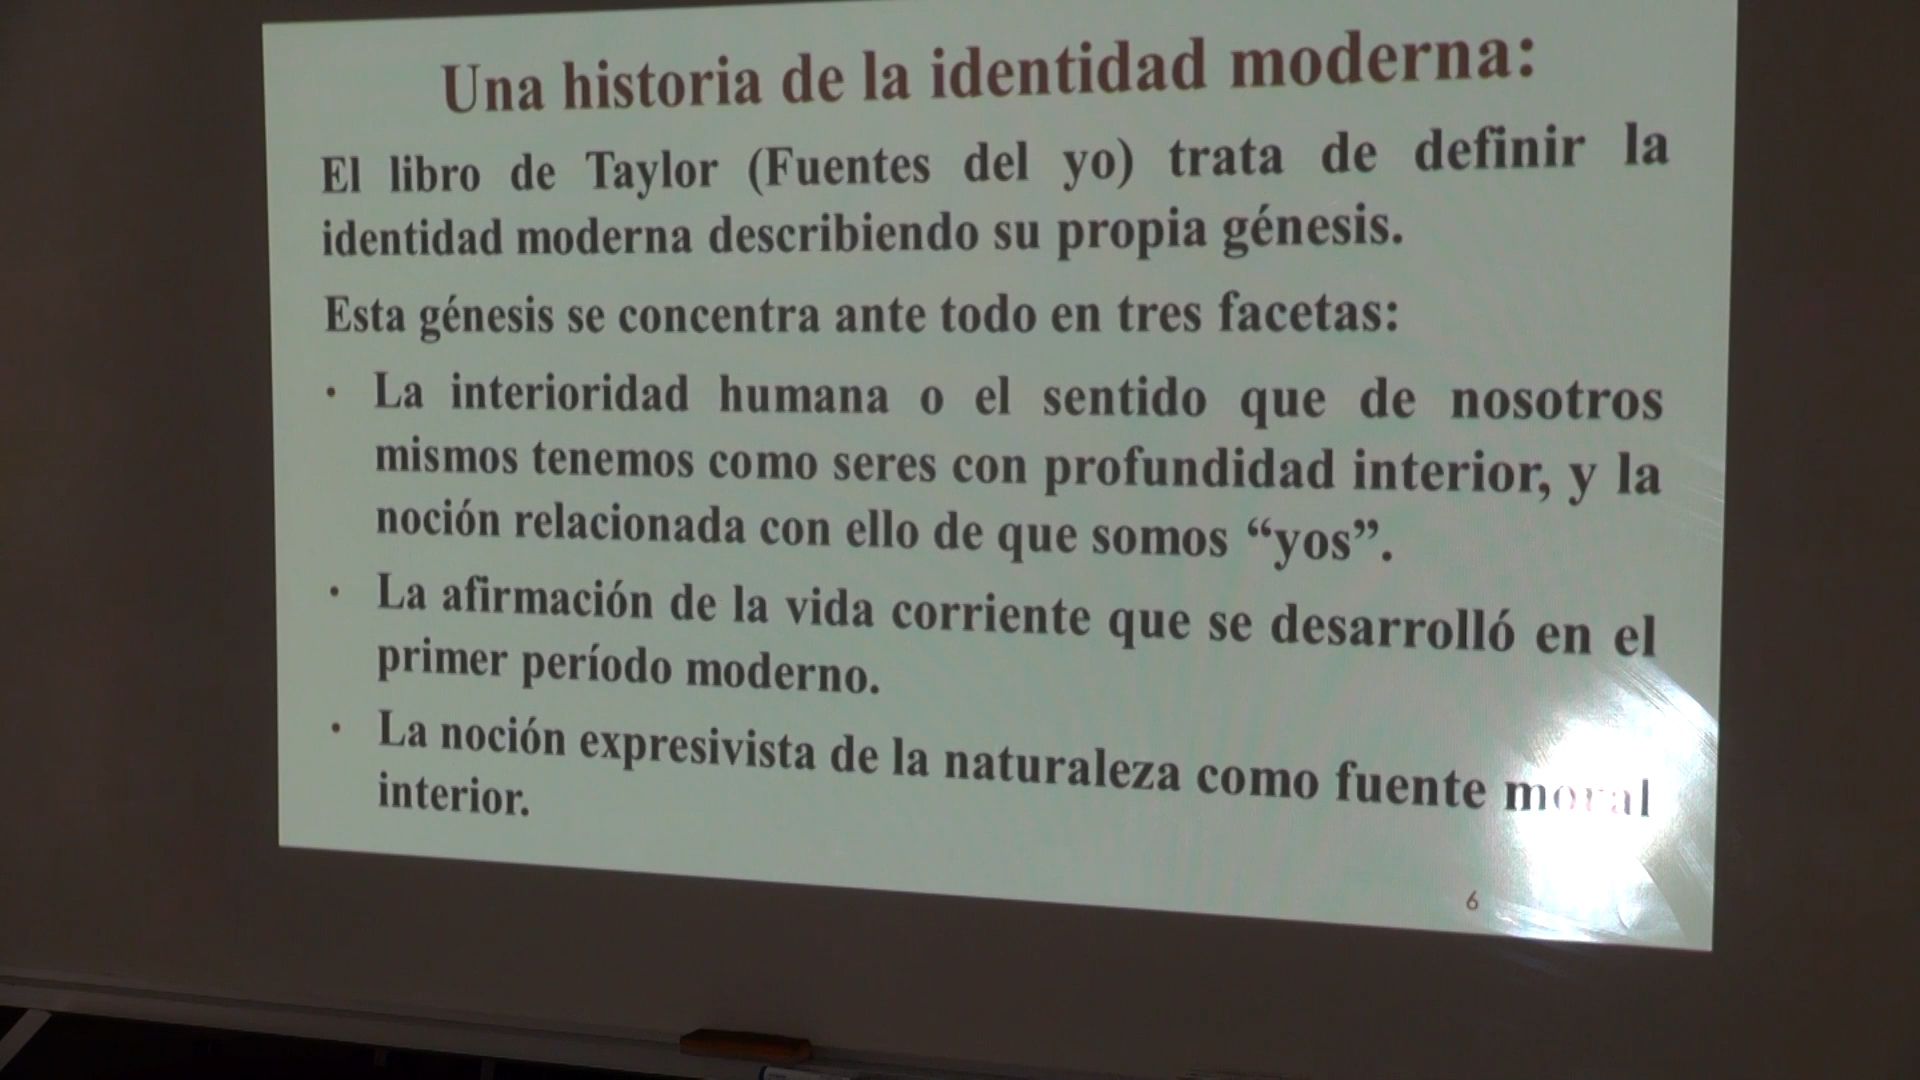 Una historia de la identidad moderna:
El libro de Taylor (Fuentes del yo) trata de definir la
identidad moderna describiendo su propia génesis.
Esta génesis se concentra ante todo en tres facetas:
· La interioridad humana o el sentido que de nosotros
mismos tenemos como seres con profundidad interior, y la
noción relacionada con ello de que somos “yos”.
· La afirmación de la vida corriente que se desarrolló en el
primer período moderno.
· La noción expresivista de la naturaleza como fuente moral
interior.
6